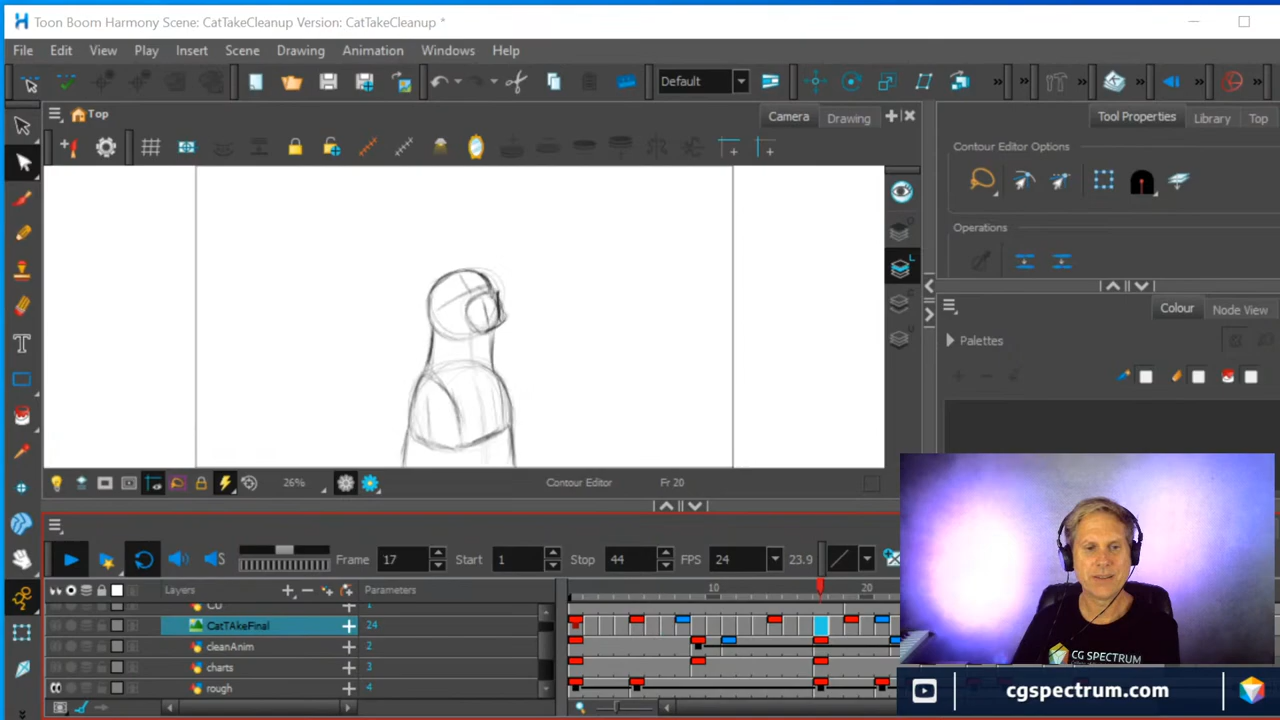 Toon Boom Harmony Scene: CatTakeCleanup Version: CatTakeCleanup *
File Edit View Play Insert Scene Drawing Animation Windows Help
Default
Top
Camera Drawing
Tool Properties Library Top
Contour Editor Options
Operations
Colour Node View
Palettes
26% Contour Editor Fr 20
Frame 17 Start 1 Stop 44 FPS 24 23.9
Layers Parameters 10 20
CU 1
CatTAkeFinal 24
cleanAnim 2
charts 3
rough 4
CG SPECTRUM
cgspectrum.com